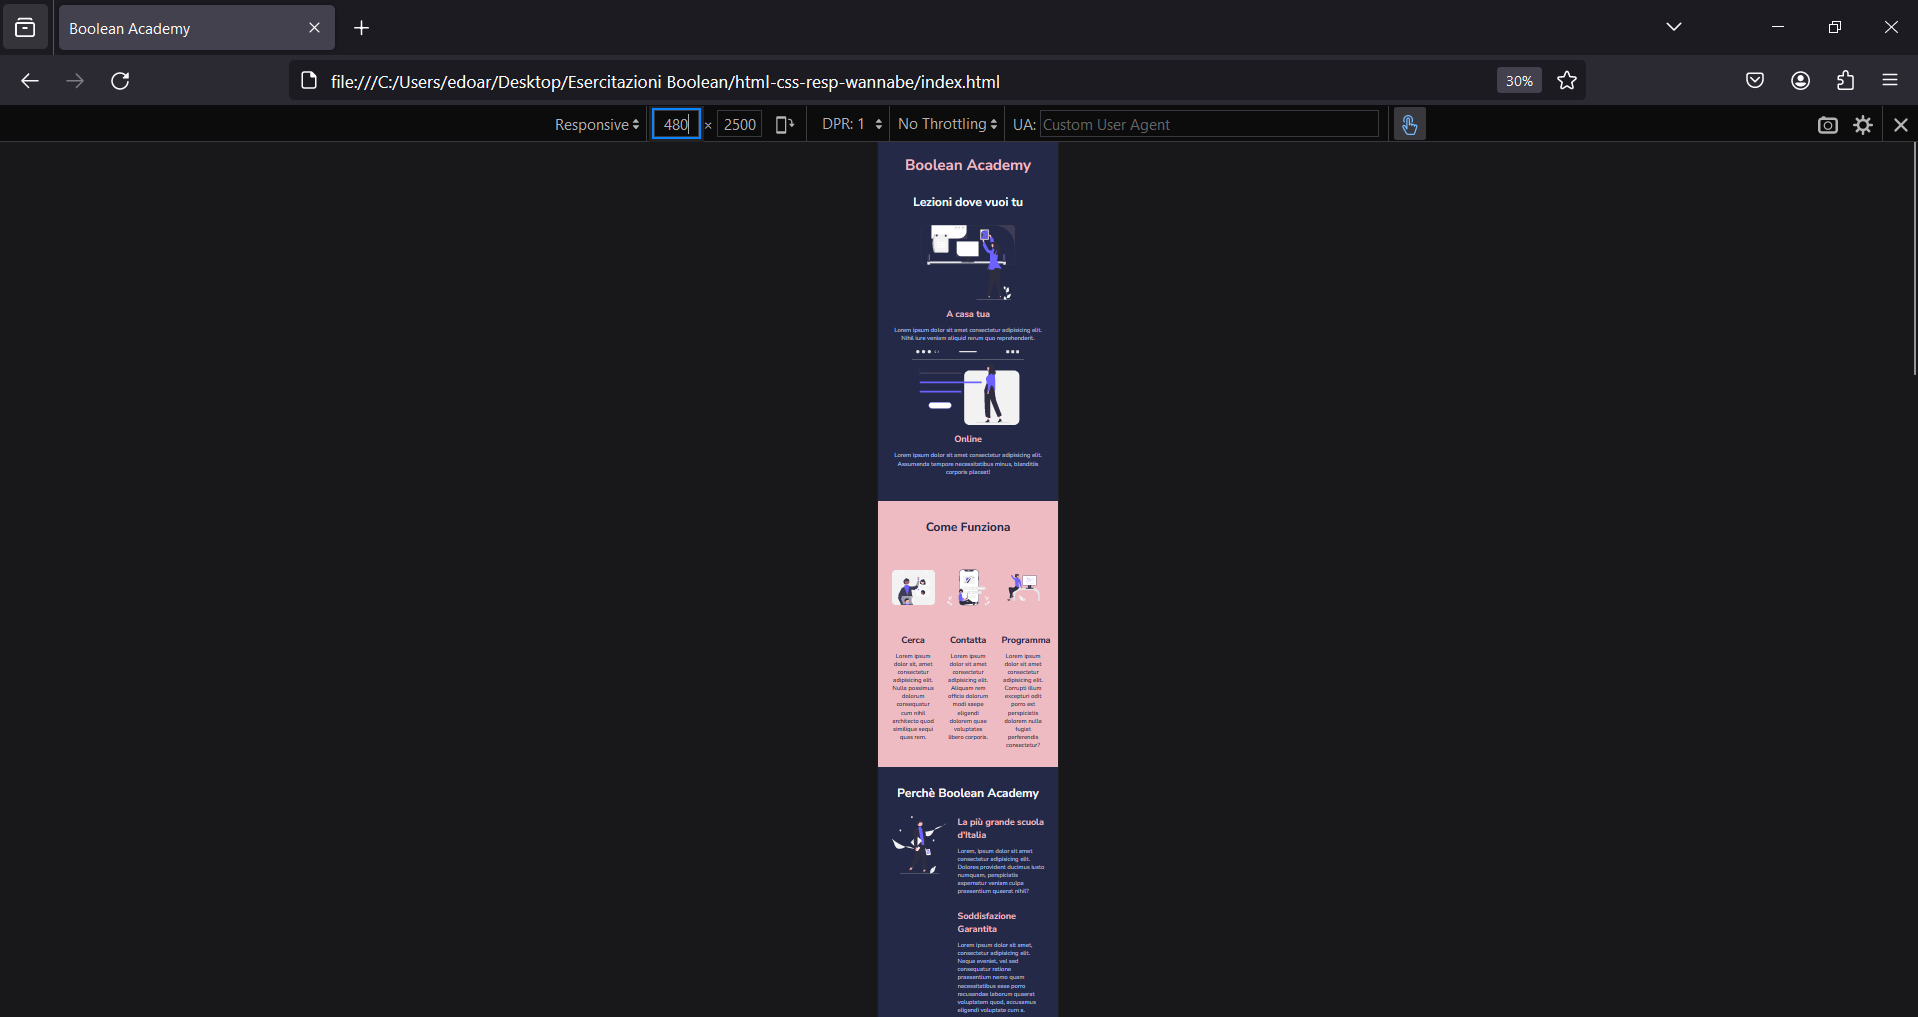 Boolean Academy
file:///C:/Users/edoar/Desktop/Esercitazioni Boolean/html-css-resp-wannabe/index.html
30%
Responsive
480 × 2500
DPR: 1
No Throttling
UA: Custom User Agent
Boolean Academy
Lezioni dove vuoi tu
A casa tua
Lorem ipsum dolor sit amet consectetur adipisicing elit.
Nihil iure veniam aliquid rerum quo reprehenderit.
Online
Lorem ipsum dolor sit amet consectetur adipisicing elit.
Assumenda tempore necessitatibus minus, blanditiis
corporis placeat!
Come Funziona
Cerca
Lorem ipsum
dolor sit, amet
consectetur
adipisicing elit.
Nulla possimus
dolorum
consequatur
cum nihil
architecto quod
similique sequi
quas rem.
Contatta
Lorem ipsum
dolor sit amet
consectetur
adipisicing elit.
Aliquam rem
officia dolorum
modi saepe
eligendi
dolorem quae
voluptates
libero corporis.
Programma
Lorem ipsum
dolor sit amet
consectetur
adipisicing elit.
Corrupti illum
excepturi odit
porro est
perspiciatis
dolorem nulla
fugiat
perferendis
consectetur?
Perchè Boolean Academy
La più grande scuola
d'Italia
Lorem, ipsum dolor sit amet
consectetur adipisicing elit.
Dolores provident ducimus iusto
numquam, perspiciatis
aspernatur veniam culpa
praesentium quaerat nihil?
Soddisfazione
Garantita
Lorem ipsum dolor sit amet,
consectetur adipisicing elit.
Neque eveniet, vel sed
consequatur ratione
praesentium nemo quam
necessitatibus esse porro
recusandae laborum quaerat
voluptatem quod, accusamus
eligendi voluptate cum a.